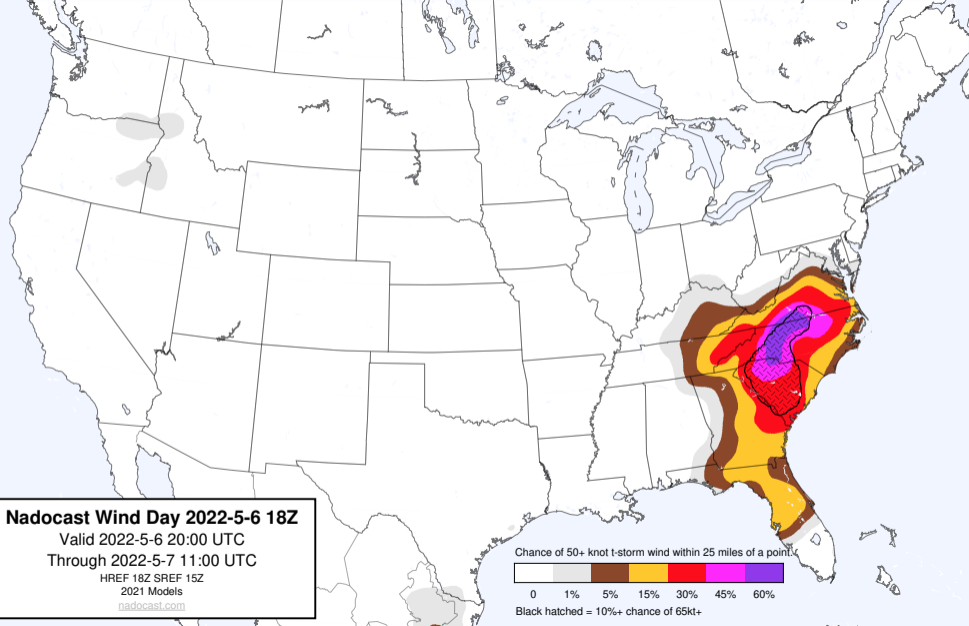 Nadocast Wind Day 2022-5-6 18Z
Valid 2022-5-6 20:00 UTC
Through 2022-5-7 11:00 UTC
HREF 18Z SREF 15Z
2021 Models
nadocast.com
Chance of 50+ knot t-storm wind within 25 miles of a point.
0 1% 5% 15% 30% 45% 60%
Black hatched = 10%+ chance of 65kt+